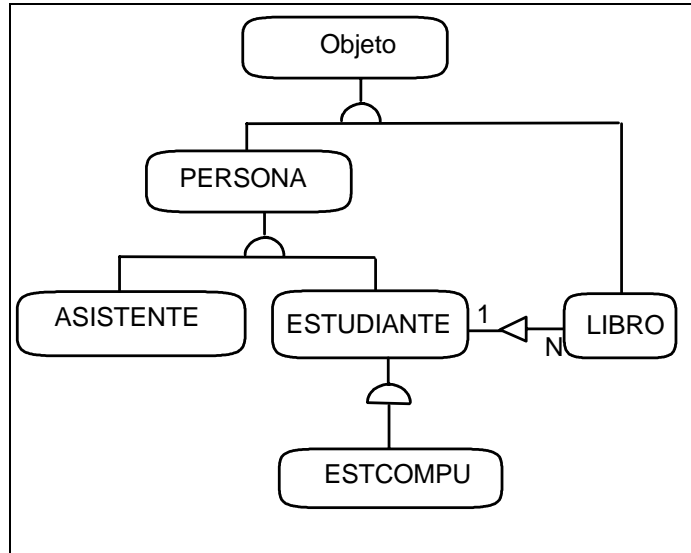 Objeto
PERSONA
ASISTENTE
ESTUDIANTE
1
N
LIBRO
ESTCOMPU